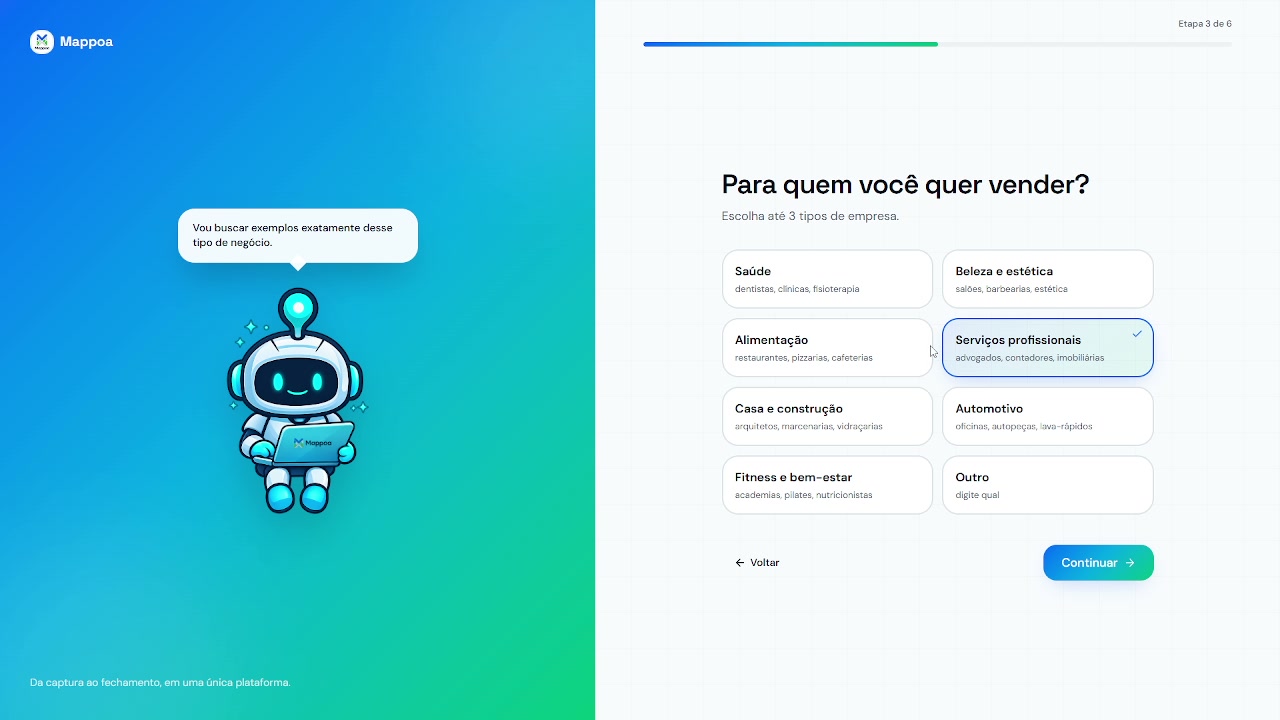 Mappoa
Etapa 3 de 6
Para quem você quer vender?
Escolha até 3 tipos de empresa.
Vou buscar exemplos exatamente desse
tipo de negócio.
Mappoa
Saúde
dentistas, clínicas, fisioterapia
Beleza e estética
salões, barbearias, estética
Alimentação
restaurantes, pizzarias, cafeterias
Serviços profissionais
advogados, contadores, imobiliárias
Casa e construção
arquitetos, marcenarias, vidraçarias
Automotivo
oficinas, autopeças, lava-rápidos
Fitness e bem-estar
academias, pilates, nutricionistas
Outro
digite qual
Voltar
Continuar
Da captura ao fechamento, em uma única plataforma.